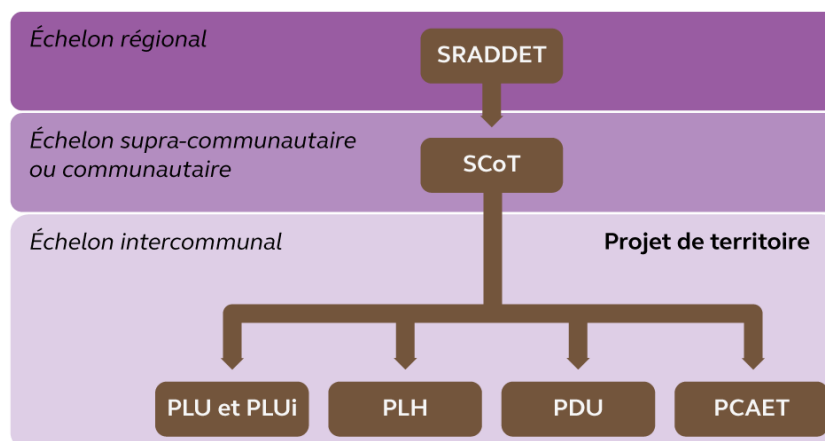 Échelon régional
SRADDET
Échelon supra-communautaire
ou communautaire
SCoT
Échelon intercommunal
Projet de territoire
PLU et PLUi
PLH
PDU
PCAET